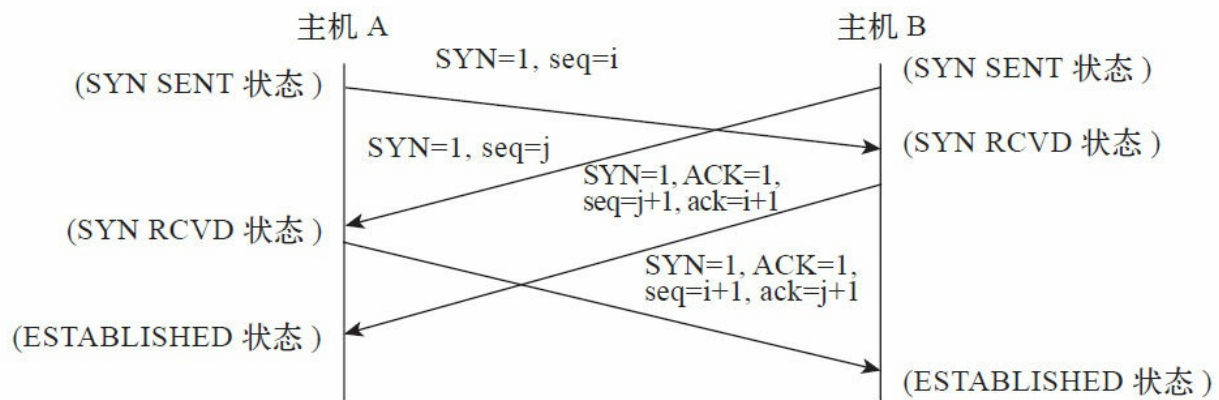 主机 A
主机 B
SYN=1, seq=i
(SYN SENT 状态 )
(SYN SENT 状态 )
SYN=1, seq=j
(SYN RCVD 状态 )
SYN=1, ACK=1,
seq=j+1, ack=i+1
(SYN RCVD 状态 )
SYN=1, ACK=1,
seq=i+1, ack=j+1
(ESTABLISHED 状态 )
(ESTABLISHED 状态 )